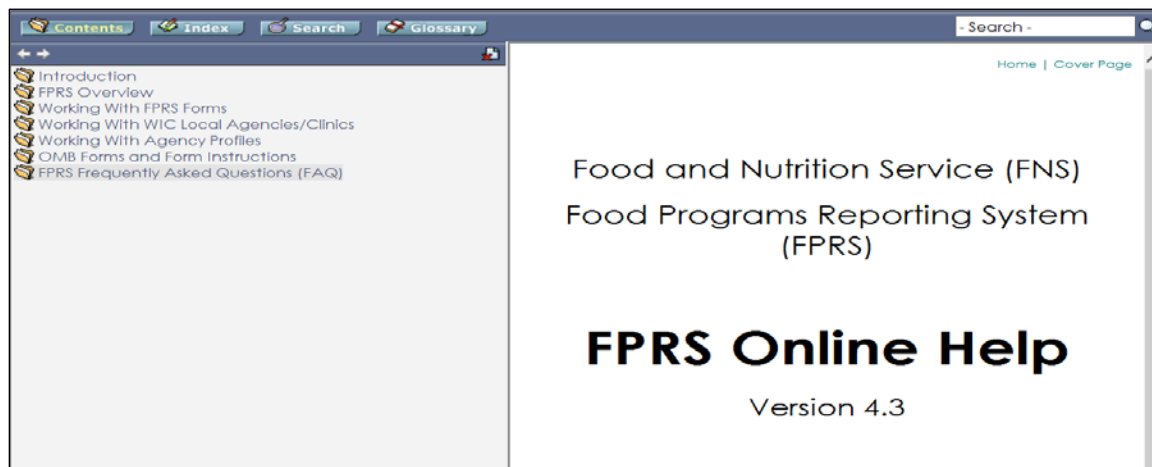 Contents Index Search Glossary - Search -
Introduction
FPRS Overview
Working With FPRS Forms
Working With WIC Local Agencies/Clinics
Working With Agency Profiles
OMB Forms and Form Instructions
FPRS Frequently Asked Questions (FAQ)
Home | Cover Page
Food and Nutrition Service (FNS)
Food Programs Reporting System
(FPRS)
FPRS Online Help
Version 4.3